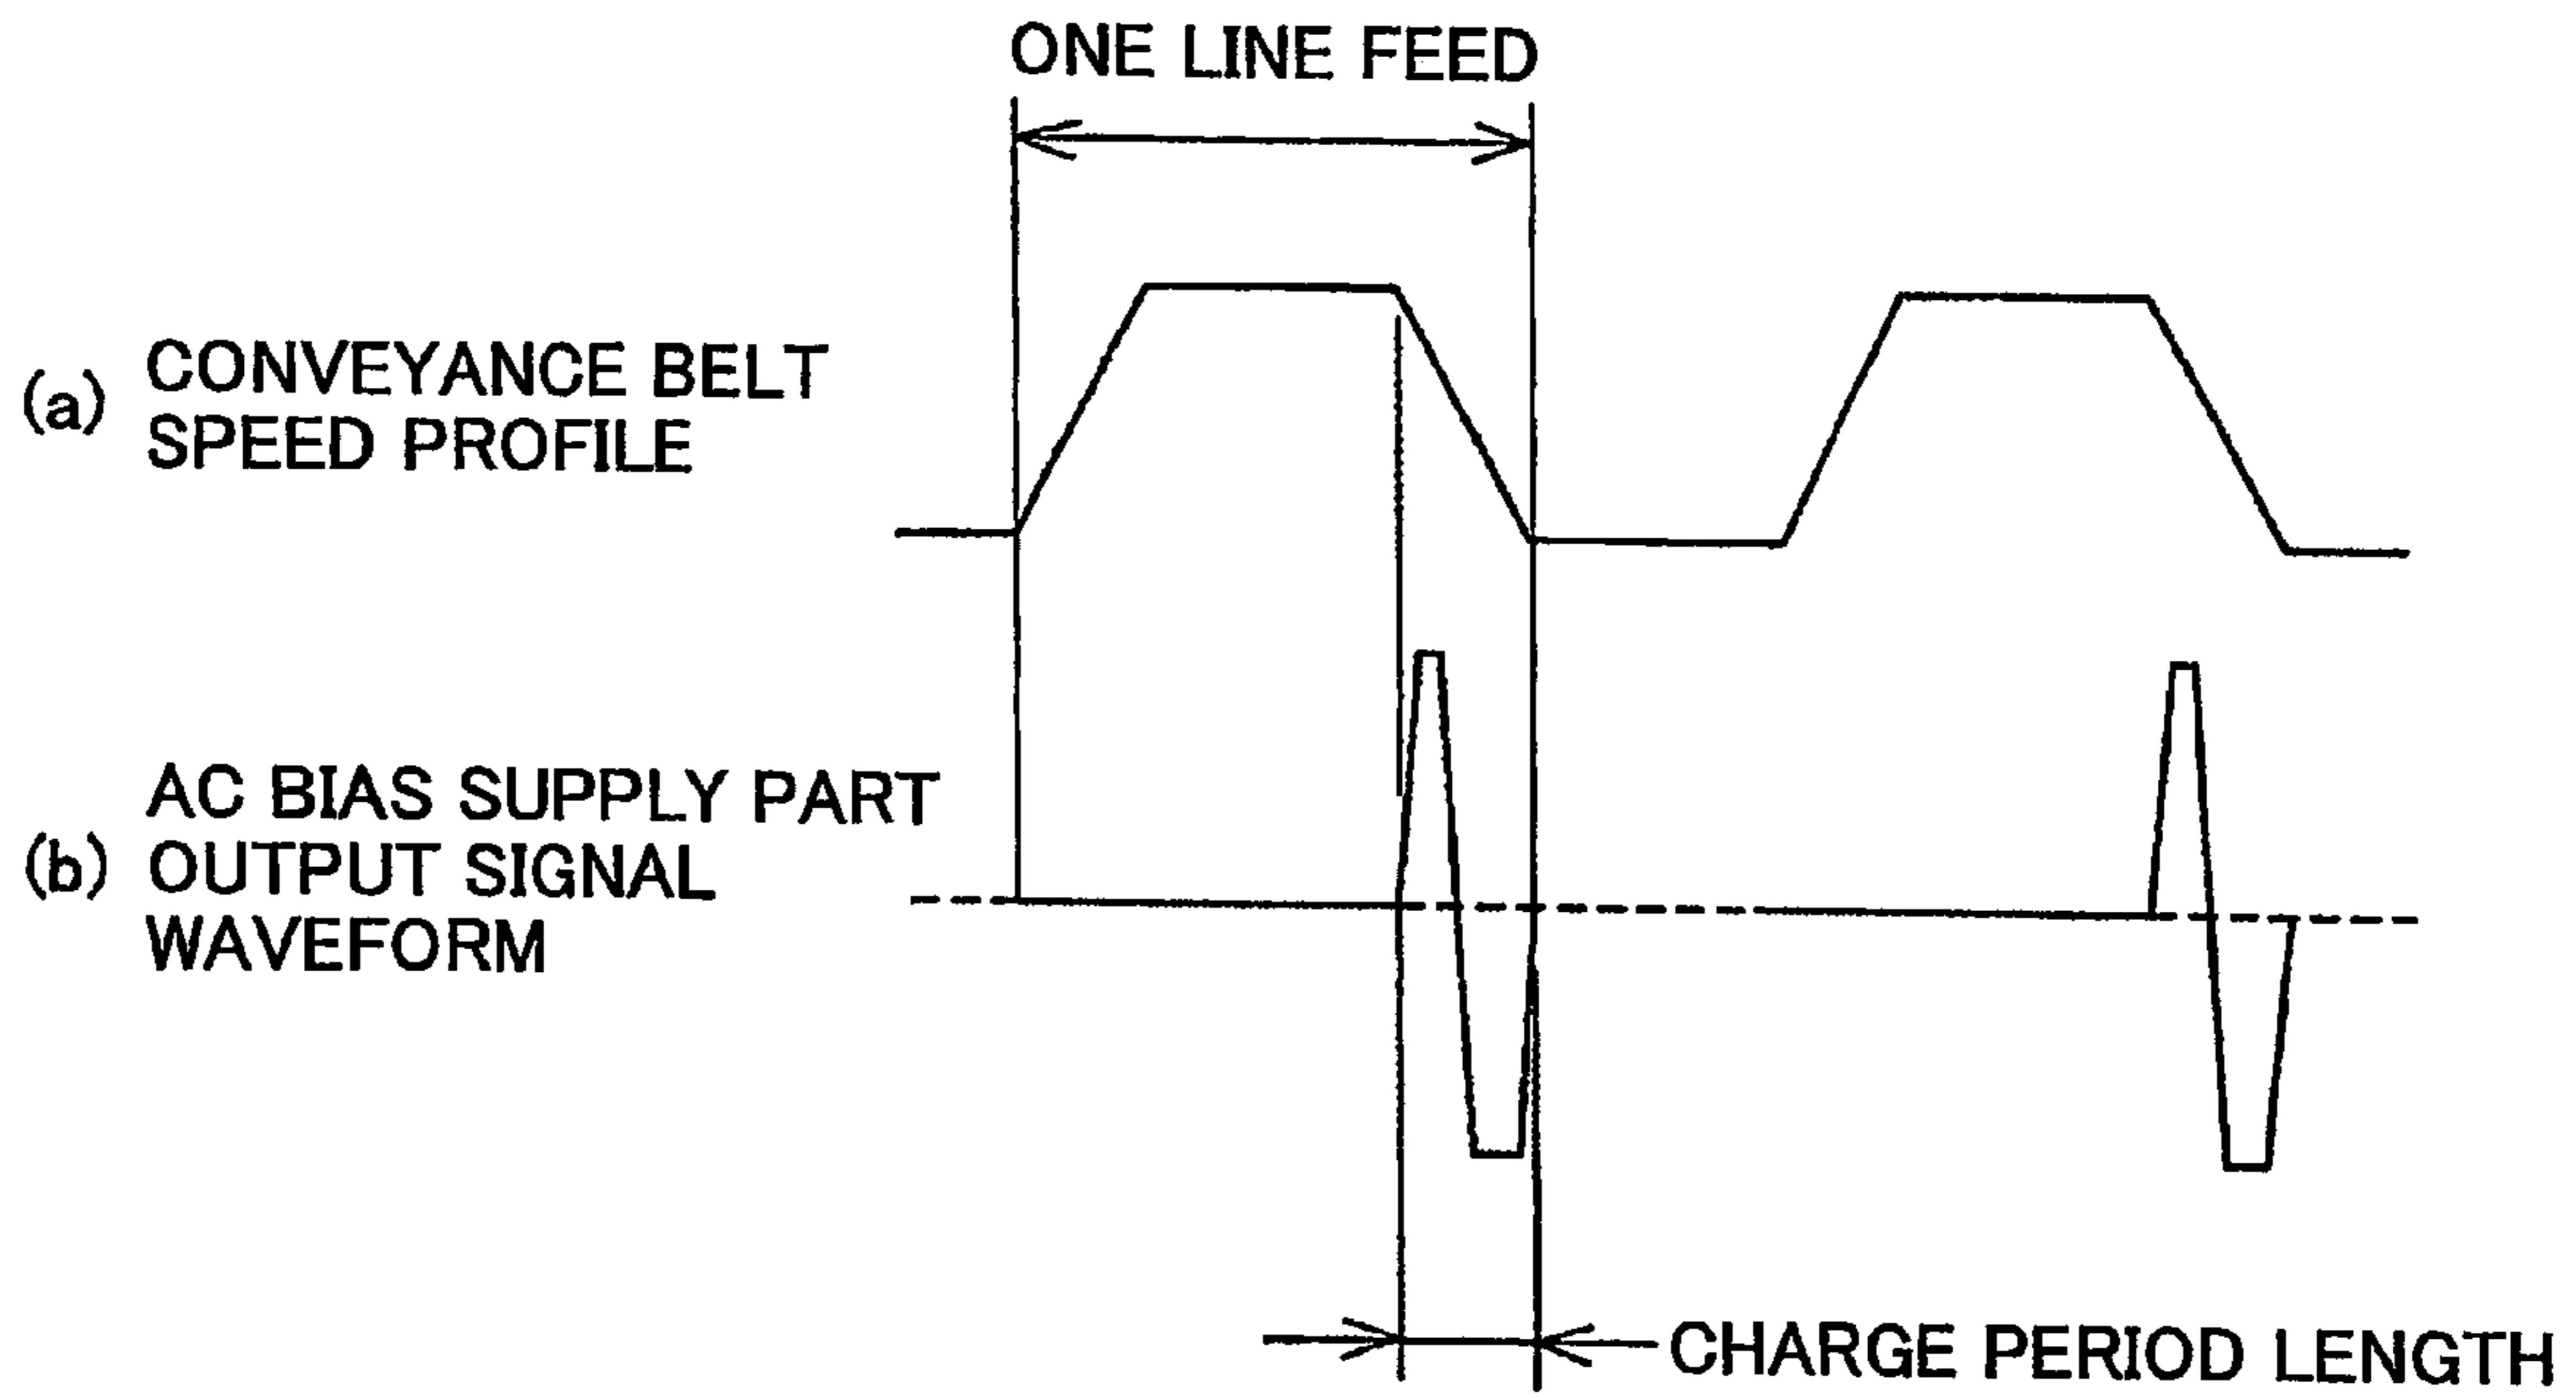 ONE LINE FEED
(a) CONVEYANCE BELT
SPEED PROFILE
(b) AC BIAS SUPPLY PART
OUTPUT SIGNAL
WAVEFORM
CHARGE PERIOD LENGTH